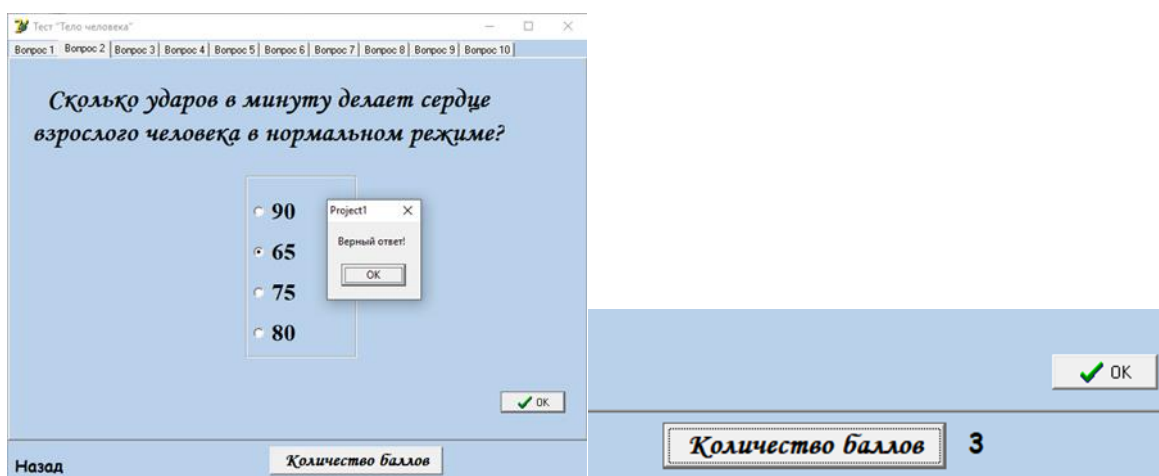 Тест "Тело человека"
Вопрос 1 Вопрос 2 Вопрос 3 Вопрос 4 Вопрос 5 Вопрос 6 Вопрос 7 Вопрос 8 Вопрос 9 Вопрос 10
Сколько ударов в минуту делает сердце
взрослого человека в нормальном режиме?
90
65
75
80
Project1
Верный ответ!
OK
OK
Назад
Количество баллов
OK
Количество баллов 3